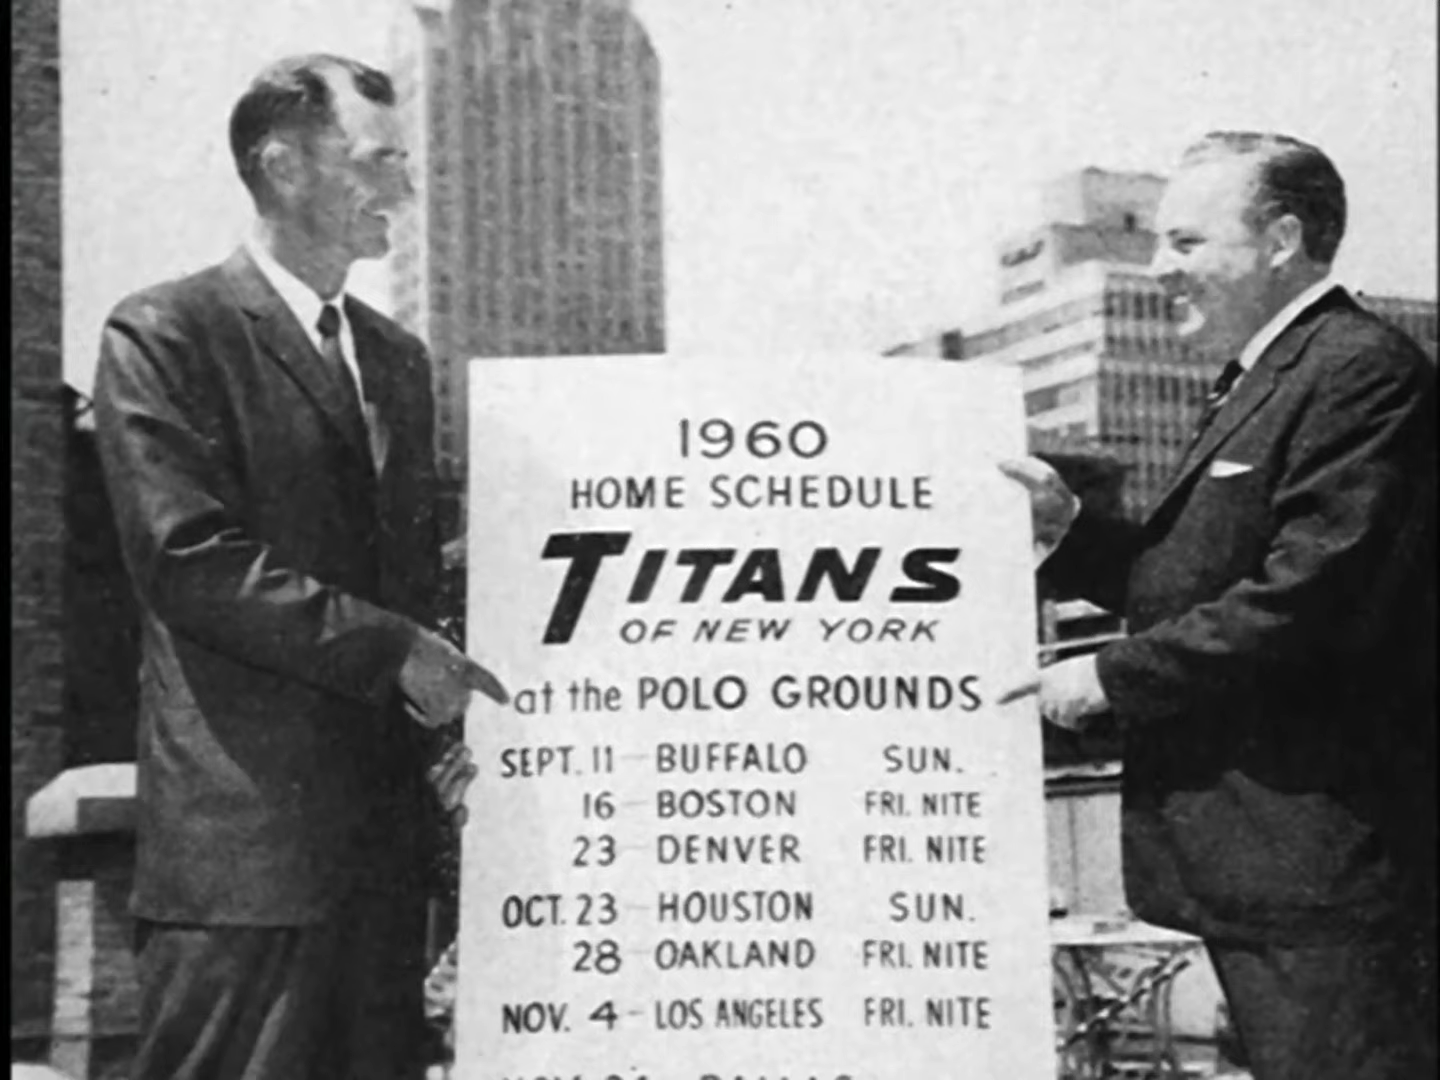 1960
HOME SCHEDULE
TITANS
OF NEW YORK
at the POLO GROUNDS
SEPT. 11 - BUFFALO SUN.
16 - BOSTON FRI. NITE
23 - DENVER FRI. NITE
OCT. 23 - HOUSTON SUN.
28 - OAKLAND FRI. NITE
NOV. 4 - LOS ANGELES FRI. NITE